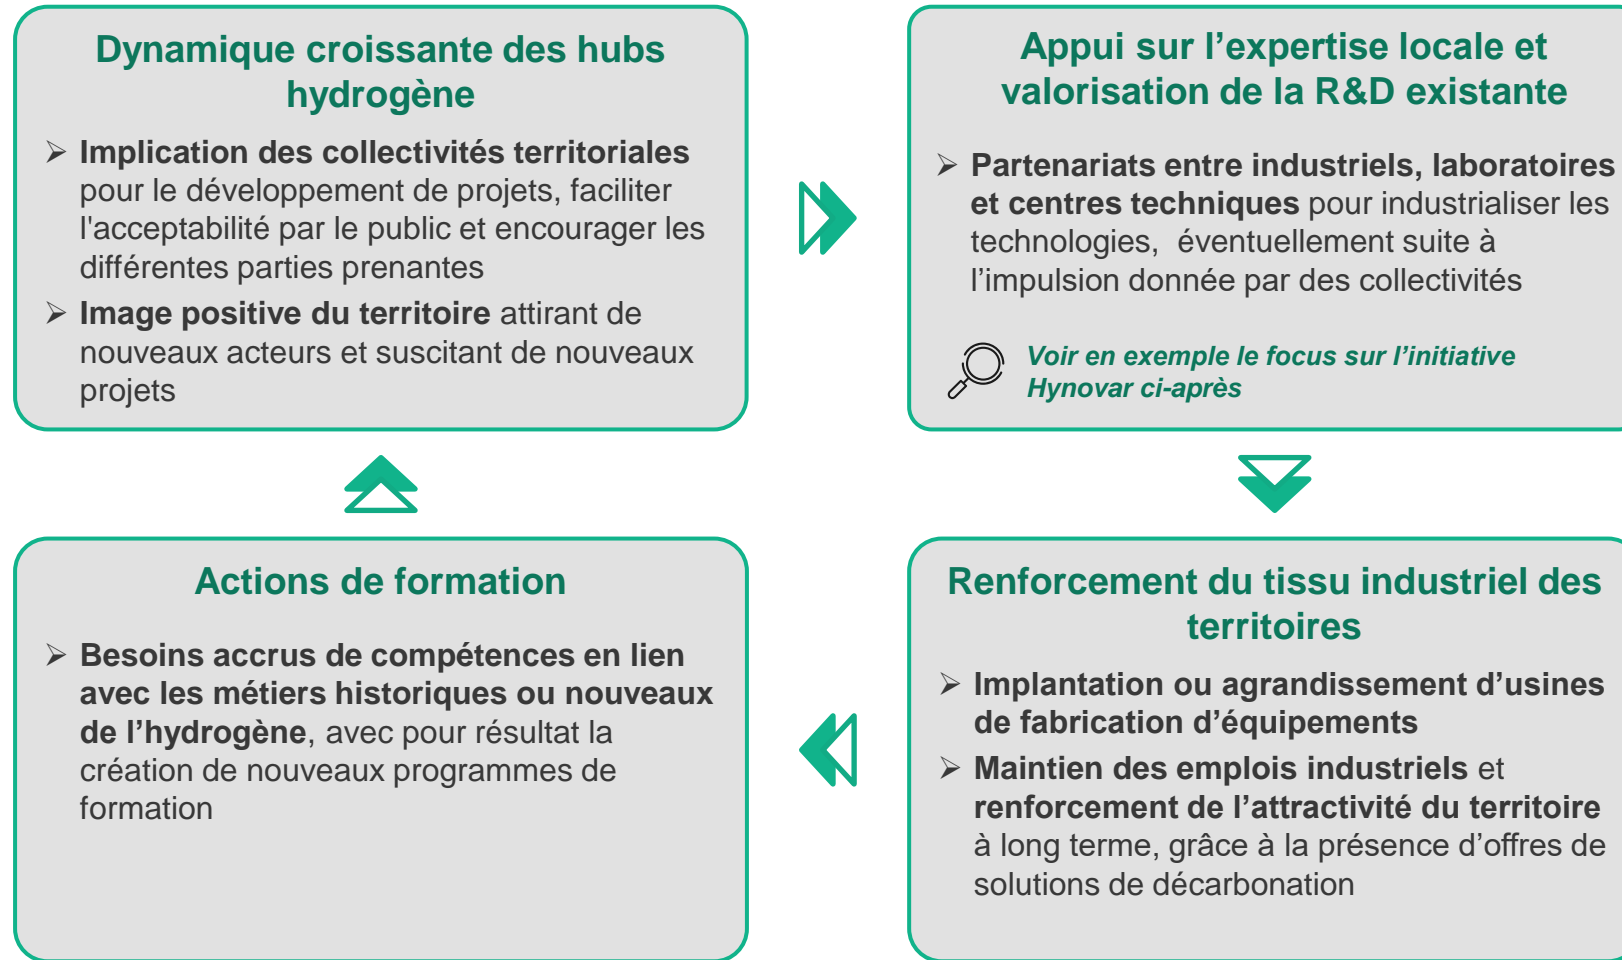 Dynamique croissante des hubs
hydrogène
➢ Implication des collectivités territoriales
pour le développement de projets, faciliter
l'acceptabilité par le public et encourager les
différentes parties prenantes
➢ Image positive du territoire attirant de
nouveaux acteurs et suscitant de nouveaux
projets
Appui sur l’expertise locale et
valorisation de la R&D existante
➢ Partenariats entre industriels, laboratoires
et centres techniques pour industrialiser les
technologies,  éventuellement suite à
l’impulsion donnée par des collectivités
Voir en exemple le focus sur l’initiative
Hynovar ci-après
Actions de formation
➢ Besoins accrus de compétences en lien
avec les métiers historiques ou nouveaux
de l’hydrogène, avec pour résultat la
création de nouveaux programmes de
formation
Renforcement du tissu industriel des
territoires
➢ Implantation ou agrandissement d’usines
de fabrication d’équipements
➢ Maintien des emplois industriels et
renforcement de l’attractivité du territoire
à long terme, grâce à la présence d’offres de
solutions de décarbonation